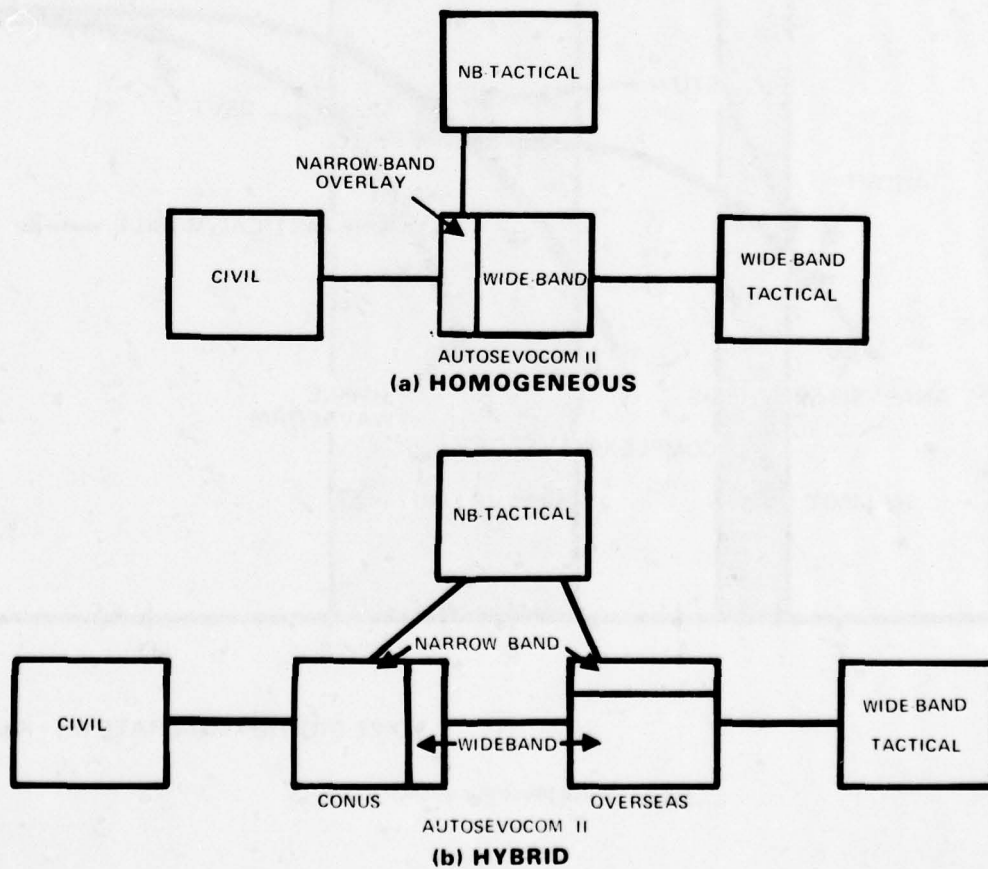 NB-TACTICAL
NARROW-BAND
OVERLAY
CIVIL
WIDE-BAND
WIDE-BAND
TACTICAL
AUTOSEVOCOM II
(a) HOMOGENEOUS
NB-TACTICAL
NARROW BAND
CIVIL
WIDE-BAND
TACTICAL
WIDEBAND
CONUS
OVERSEAS
AUTOSEVOCOM II
(b) HYBRID